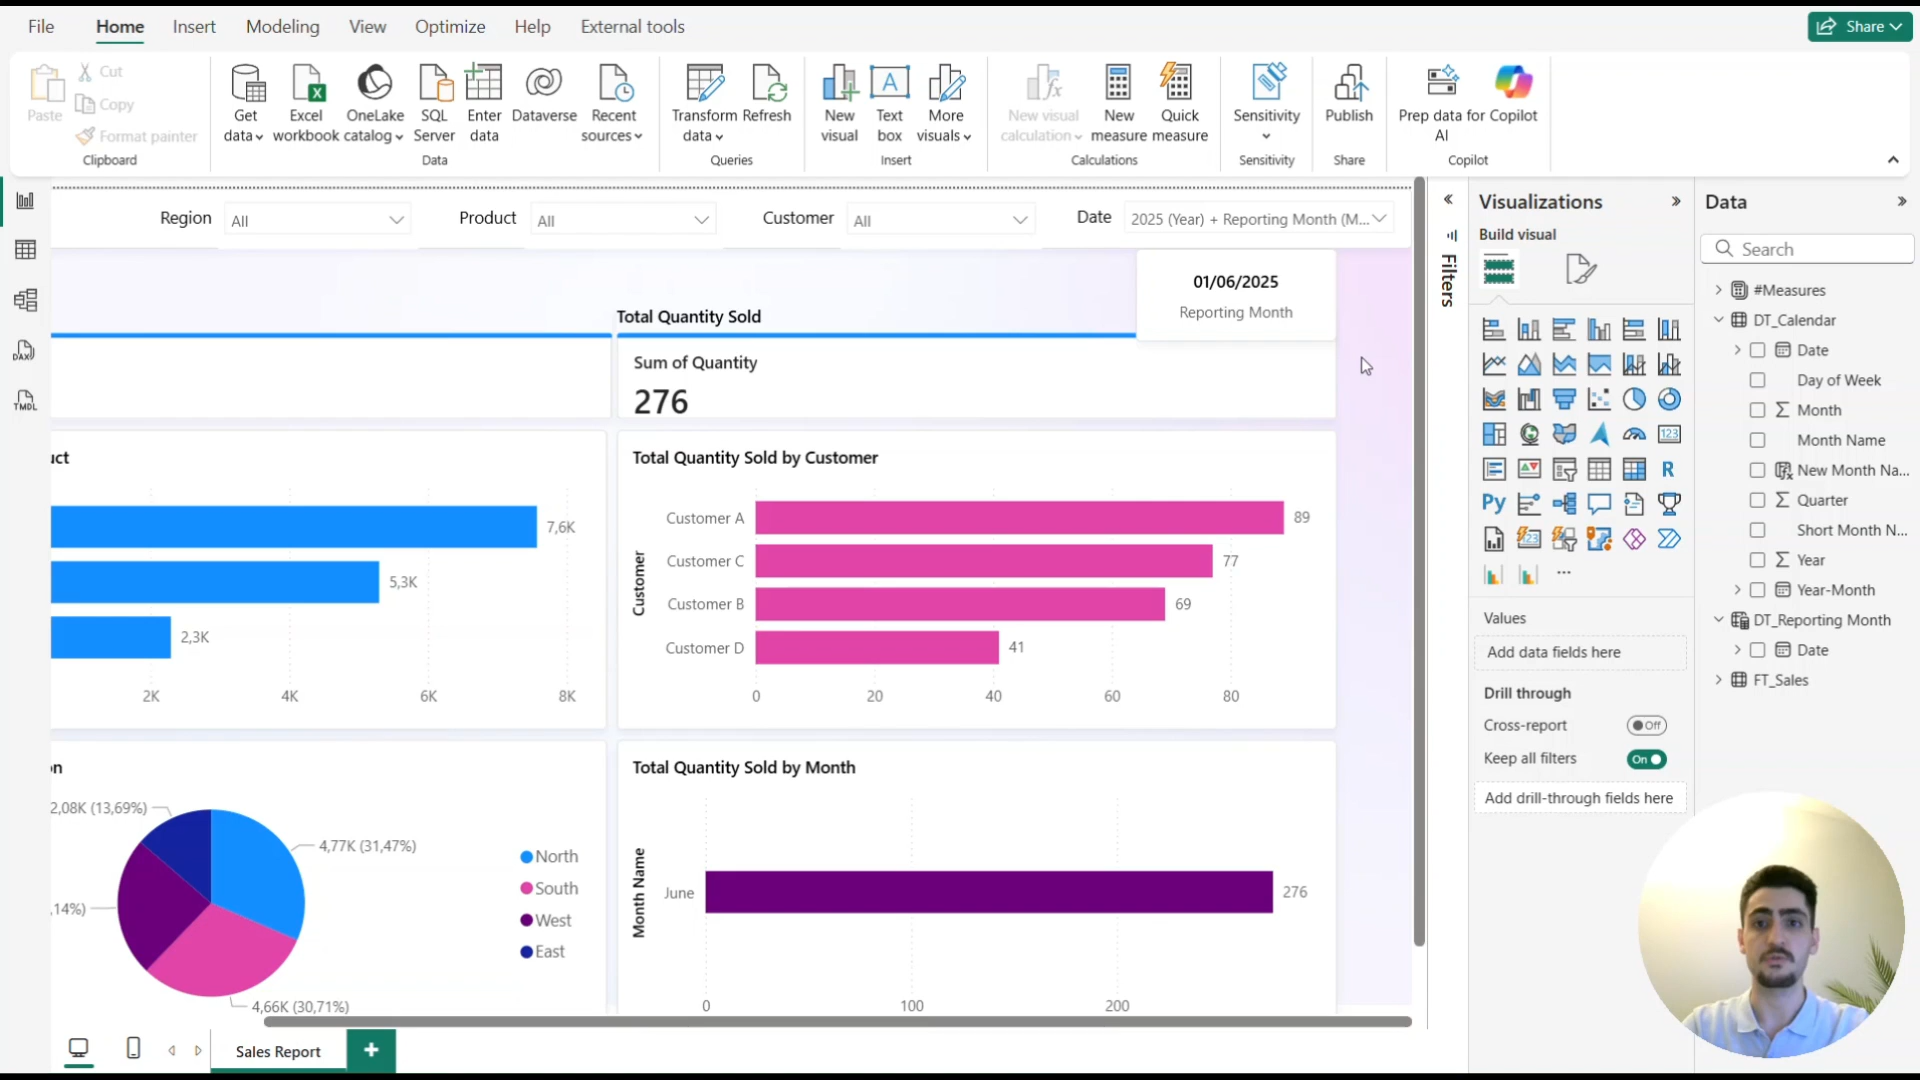 File Home Insert Modeling View Optimize Help External tools Share
Paste Cut
Copy
Format painter
Clipboard
Get data
Excel workbook
OneLake catalog
SQL Server
Enter data
Dataverse
Recent sources
Data
Transform data
Refresh
Queries
New visual
Text box
More visuals
Insert
New visual calculation
New measure
Quick measure
Calculations
Sensitivity
Sensitivity
Publish
Share
Prep data for AI
Copilot
Copilot
Region All Product All Customer All Date 2025 (Year) + Reporting Month (M...
01/06/2025
Reporting Month
Total Quantity Sold
Sum of Quantity
276
uct
7,6K
5,3K
2,3K
2K 4K 6K 8K
Total Quantity Sold by Customer
Customer
Customer A 89
Customer C 77
Customer B 69
Customer D 41
0 20 40 60 80
on
2,08K (13,69%)
4,77K (31,47%)
,14%)
4,66K (30,71%)
North
South
West
East
Total Quantity Sold by Month
Month Name
June 276
0 100 200
Sales Report
Filters
Visualizations
Build visual
123
R
Py
123
Values
Add data fields here
Drill through
Cross-report Off
Keep all filters On
Add drill-through fields here
Data
Search
#Measures
DT_Calendar
Date
Day of Week
Month
Month Name
New Month Na...
Quarter
Short Month N...
Year
Year-Month
DT_Reporting Month
Date
FT_Sales
DAX
TMDL